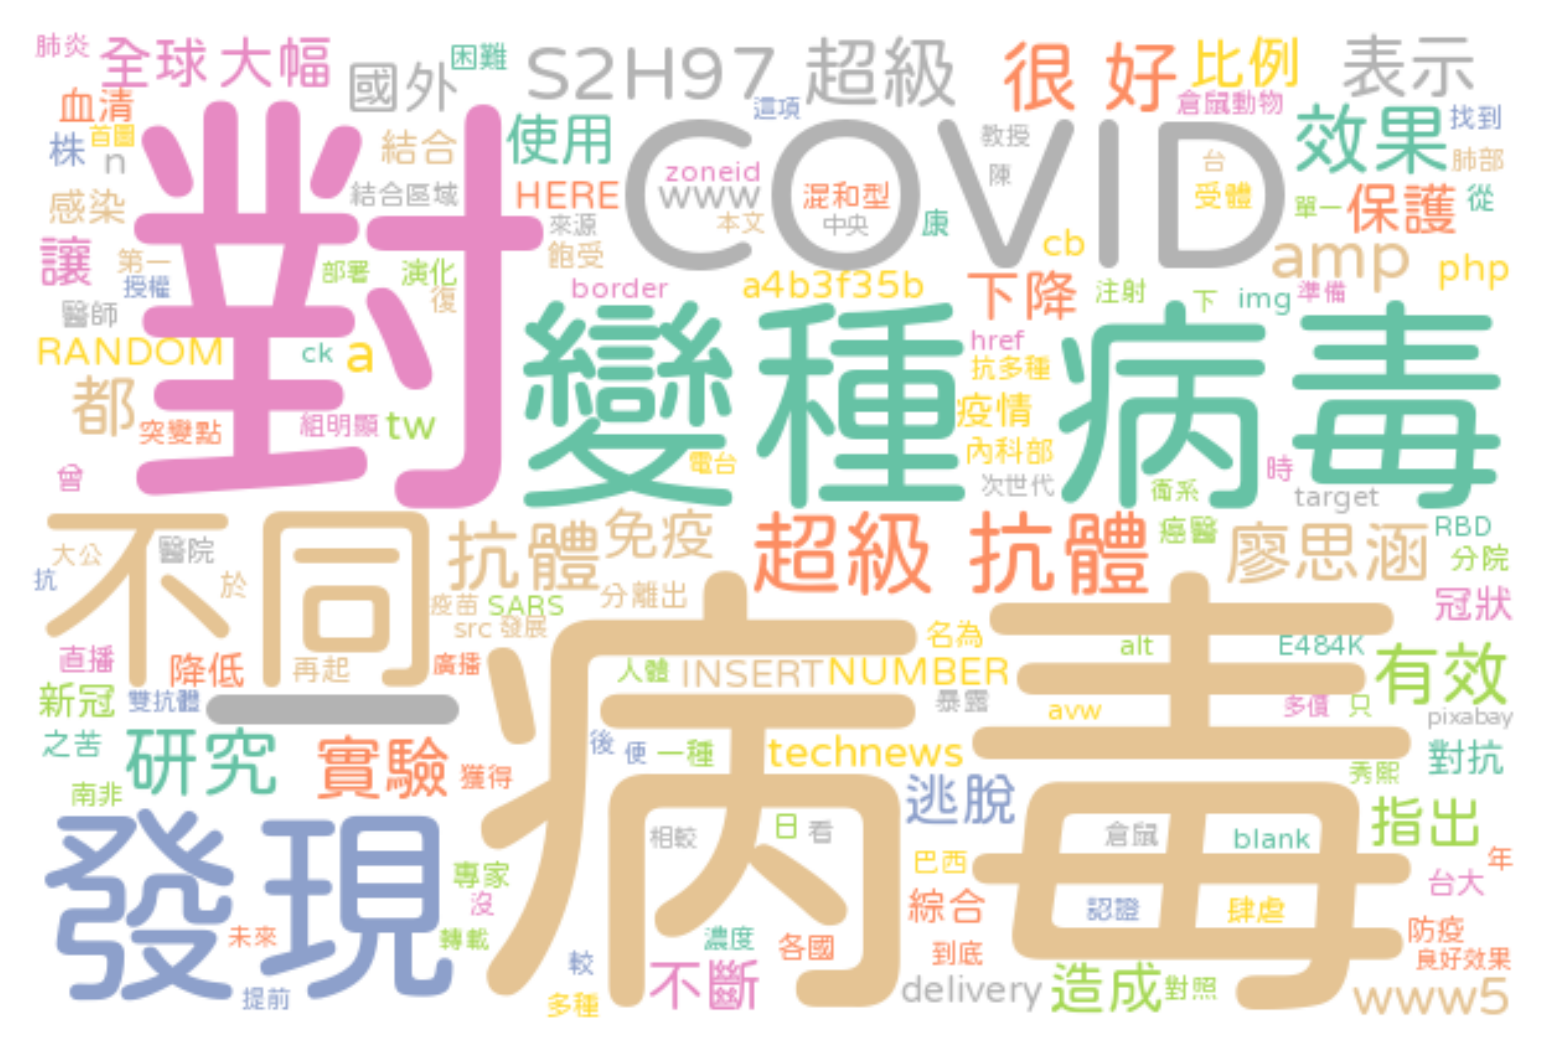 肺炎 全球 大幅 國外 困難 S2H97 超級 很好 比例 表示
血清 這項 倉鼠動物 效果 找到
株 首圖 n 結合 使用 COVID 教授 台 肺部
感染 結合區域 HERE zoneid www 混和型 陳 受體 單一 保護 從
讓 第一 對 來源 本文 中央 康 cb amp php
授權 部署 演化 復 飽受 border a4b3f35b 下降 注射 下 img 準備
醫師 變種 病毒
RANDOM ck a href 抗多種
都 突變點 組明顯 tw 疫情
曾 電台 內科部 次世代 衛系 時 target
不同 抗體 免疫 超級 抗體 癌醫 廖思涵 RBD
大公 醫院 分院
抗 於 疫苗 SARS 分離出 冠狀
src 發展 病毒 名為 alt E484K
直播 降低 再起 廣播 人體 INSERT NUMBER 有效
新冠 雙抗體 一 暴露 avw 多價 只 pixabay
之苦 研究 實驗 獲得 後 便 一種 technews 對抗
南非 逃脫 秀熙
發現 相較 日 看 倉鼠 blank 指出
專家 巴西 年
沒 綜合 認證 肆虐 台大
未來 轉載 濃度 各國 到底 防疫
較 良好效果
提前 多種 不斷 delivery 造成 對照 www5